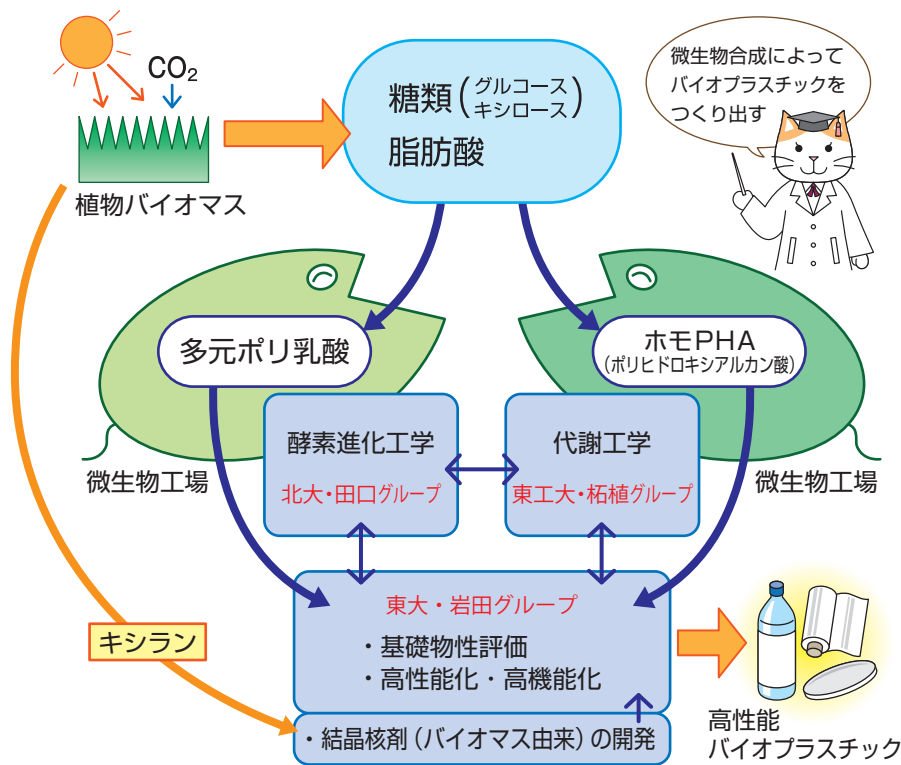 CO₂
植物バイオマス
糖類(グルコース
キシロース)
脂肪酸
微生物合成によって
バイオプラスチックを
つくり出す
多元ポリ乳酸
ホモPHA
(ポリヒドロキシアルカン酸)
酵素進化工学
北大・田口グループ
代謝工学
東工大・柘植グループ
微生物工場
微生物工場
東大・岩田グループ
・基礎物性評価
・高性能化・高機能化
キシラン
・結晶核剤(バイオマス由来)の開発
高性能
バイオプラスチック